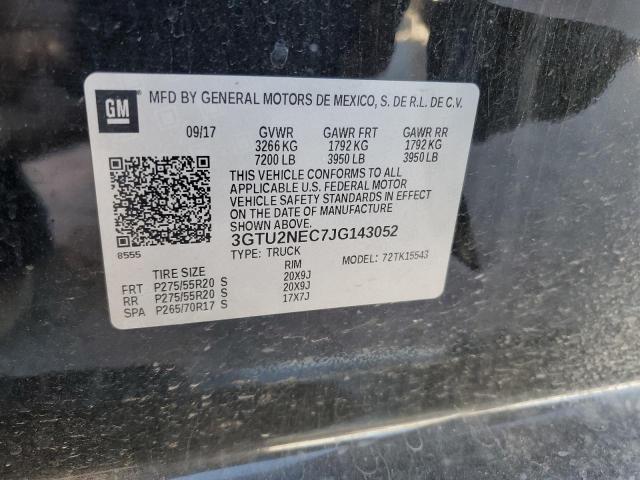 GM
MFD BY GENERAL MOTORS DE MEXICO, S. DE R.L. DE C.V.
09/17 GVWR GAWR FRT GAWR RR
3266 KG 1792 KG 1792 KG
7200 LB 3950 LB 3950 LB
THIS VEHICLE CONFORMS TO ALL
APPLICABLE U.S. FEDERAL MOTOR
VEHICLE SAFETY STANDARDS IN EFFECT
ON THE DATE OF MANUFACTURE
SHOWN ABOVE.
3GTU2NEC7JG143052
8555 TYPE: TRUCK MODEL: 72TK15543
TIRE SIZE RIM
FRT P275/55R20 S 20X9J
RR P275/55R20 S 20X9J
SPA P265/70R17 S 17X7J